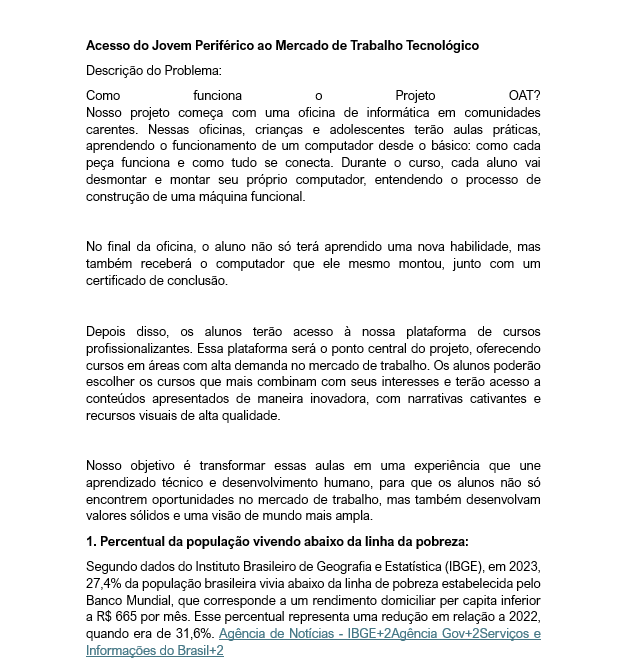 Acesso do Jovem Periférico ao Mercado de Trabalho Tecnológico
Descrição do Problema:
Como funciona o Projeto OAT?
Nosso projeto começa com uma oficina de informática em comunidades
carentes. Nessas oficinas, crianças e adolescentes terão aulas práticas,
aprendendo o funcionamento de um computador desde o básico: como cada
peça funciona e como tudo se conecta. Durante o curso, cada aluno vai
desmontar e montar seu próprio computador, entendendo o processo de
construção de uma máquina funcional.
No final da oficina, o aluno não só terá aprendido uma nova habilidade, mas
também receberá o computador que ele mesmo montou, junto com um
certificado de conclusão.
Depois disso, os alunos terão acesso à nossa plataforma de cursos
profissionalizantes. Essa plataforma será o ponto central do projeto, oferecendo
cursos em áreas com alta demanda no mercado de trabalho. Os alunos poderão
escolher os cursos que mais combinam com seus interesses e terão acesso a
conteúdos apresentados de maneira inovadora, com narrativas cativantes e
recursos visuais de alta qualidade.
Nosso objetivo é transformar essas aulas em uma experiência que une
aprendizado técnico e desenvolvimento humano, para que os alunos não só
encontrem oportunidades no mercado de trabalho, mas também desenvolvam
valores sólidos e uma visão de mundo mais ampla.
1. Percentual da população vivendo abaixo da linha da pobreza:
Segundo dados do Instituto Brasileiro de Geografia e Estatística (IBGE), em 2023,
27,4% da população brasileira vivia abaixo da linha de pobreza estabelecida pelo
Banco Mundial, que corresponde a um rendimento domiciliar per capita inferior
a R$ 665 por mês. Esse percentual representa uma redução em relação a 2022,
quando era de 31,6%. Agência de Notícias - IBGE+2Agência Gov+2Serviços e
Informações do Brasil+2